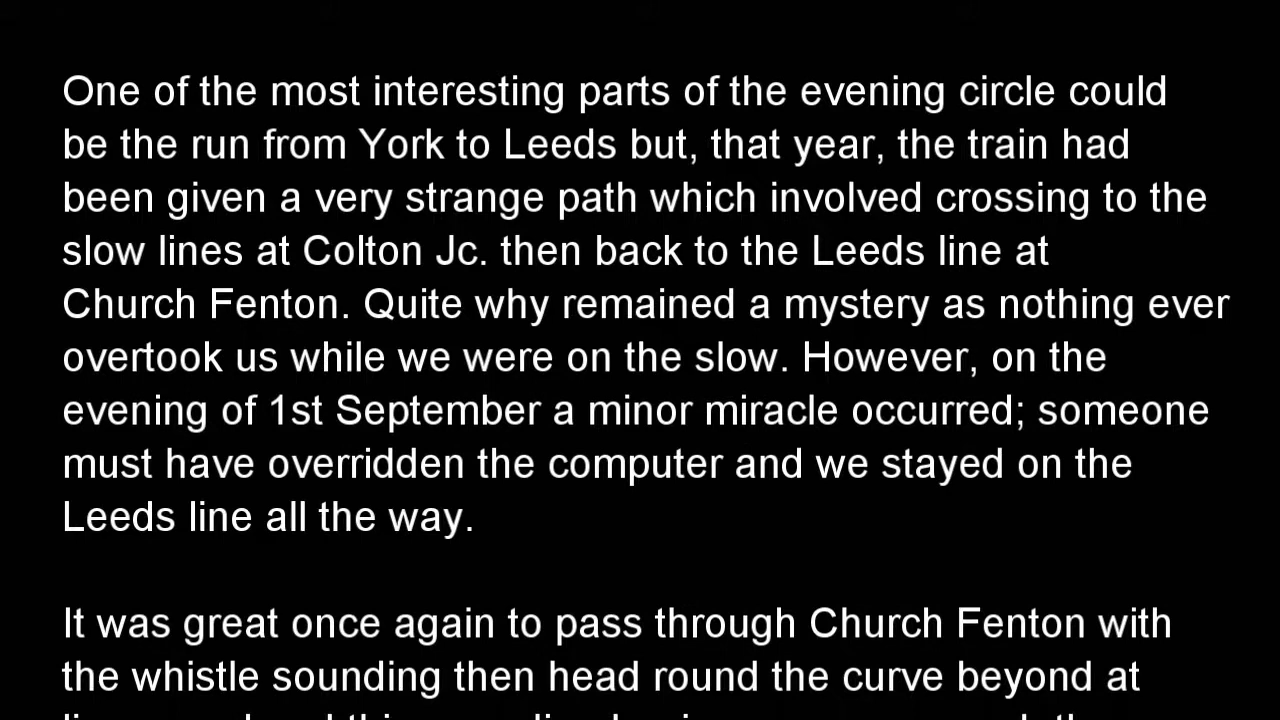 One of the most interesting parts of the evening circle could
be the run from York to Leeds but, that year, the train had
been given a very strange path which involved crossing to the
slow lines at Colton Jc. then back to the Leeds line at
Church Fenton. Quite why remained a mystery as nothing ever
overtook us while we were on the slow. However, on the
evening of 1st September a minor miracle occurred; someone
must have overridden the computer and we stayed on the
Leeds line all the way.

It was great once again to pass through Church Fenton with
the whistle sounding then head round the curve beyond at